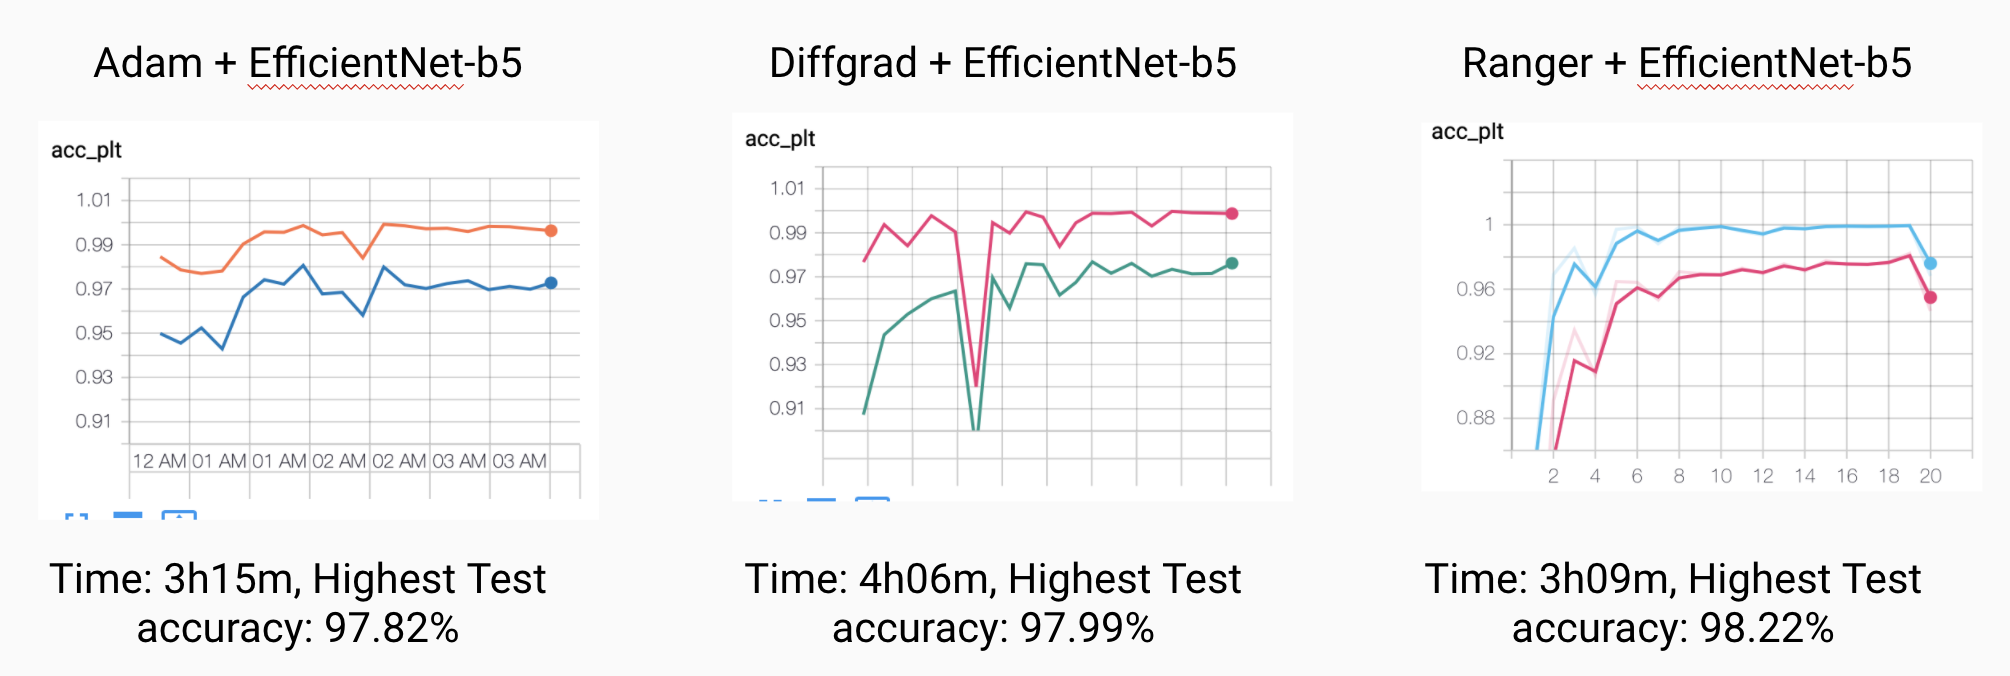 Adam + EfficientNet-b5
acc_plt
1.01
0.99
0.97
0.95
0.93
0.91
12 AM 01 AM 01 AM 02 AM 02 AM 03 AM 03 AM
Time: 3h15m, Highest Test
accuracy: 97.82%
Diffgrad + EfficientNet-b5
acc_plt
1.01
0.99
0.97
0.95
0.93
0.91
Time: 4h06m, Highest Test
accuracy: 97.99%
Ranger + EfficientNet-b5
acc_plt
1
0.96
0.92
0.88
2 4 6 8 10 12 14 16 18 20
Time: 3h09m, Highest Test
accuracy: 98.22%